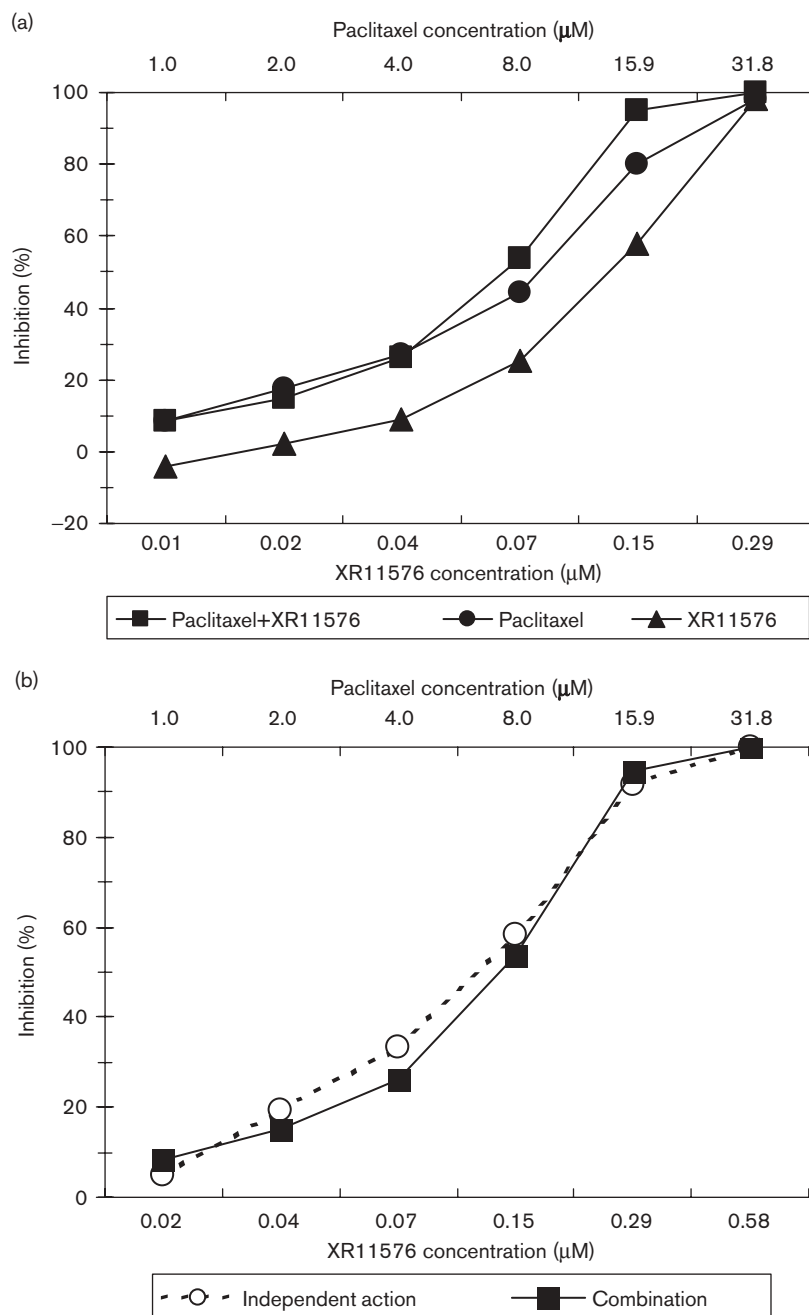 (a)
Paclitaxel concentration (μM)
1.0 2.0 4.0 8.0 15.9 31.8
100
80
60
40
20
0
−20
Inhibition (%)
0.01 0.02 0.04 0.07 0.15 0.29
XR11576 concentration (μM)
Paclitaxel+XR11576 Paclitaxel XR11576
(b)
Paclitaxel concentration (μM)
1.0 2.0 4.0 8.0 15.9 31.8
100
80
60
40
20
0
Inhibition (% )
0.02 0.04 0.07 0.15 0.29 0.58
XR11576 concentration (μM)
Independent action Combination